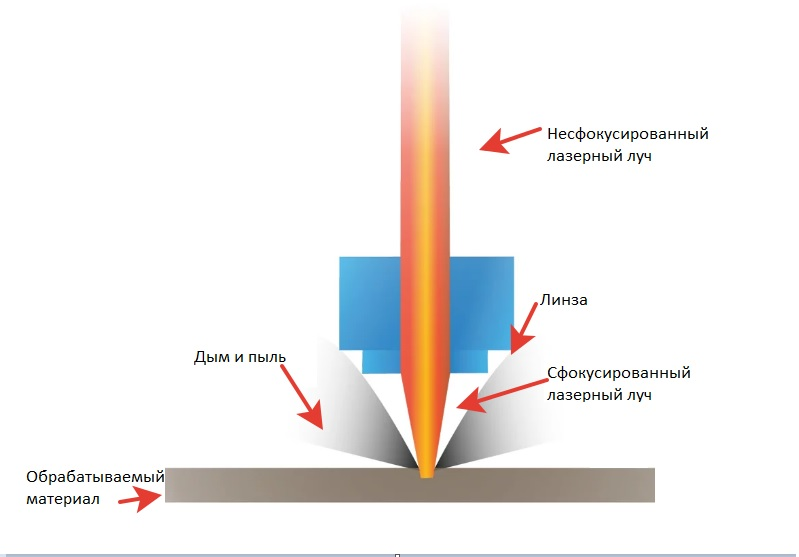 Несфокусированный
лазерный луч
Линза
Дым и пыль
Сфокусированный
лазерный луч
Обрабатываемый
материал